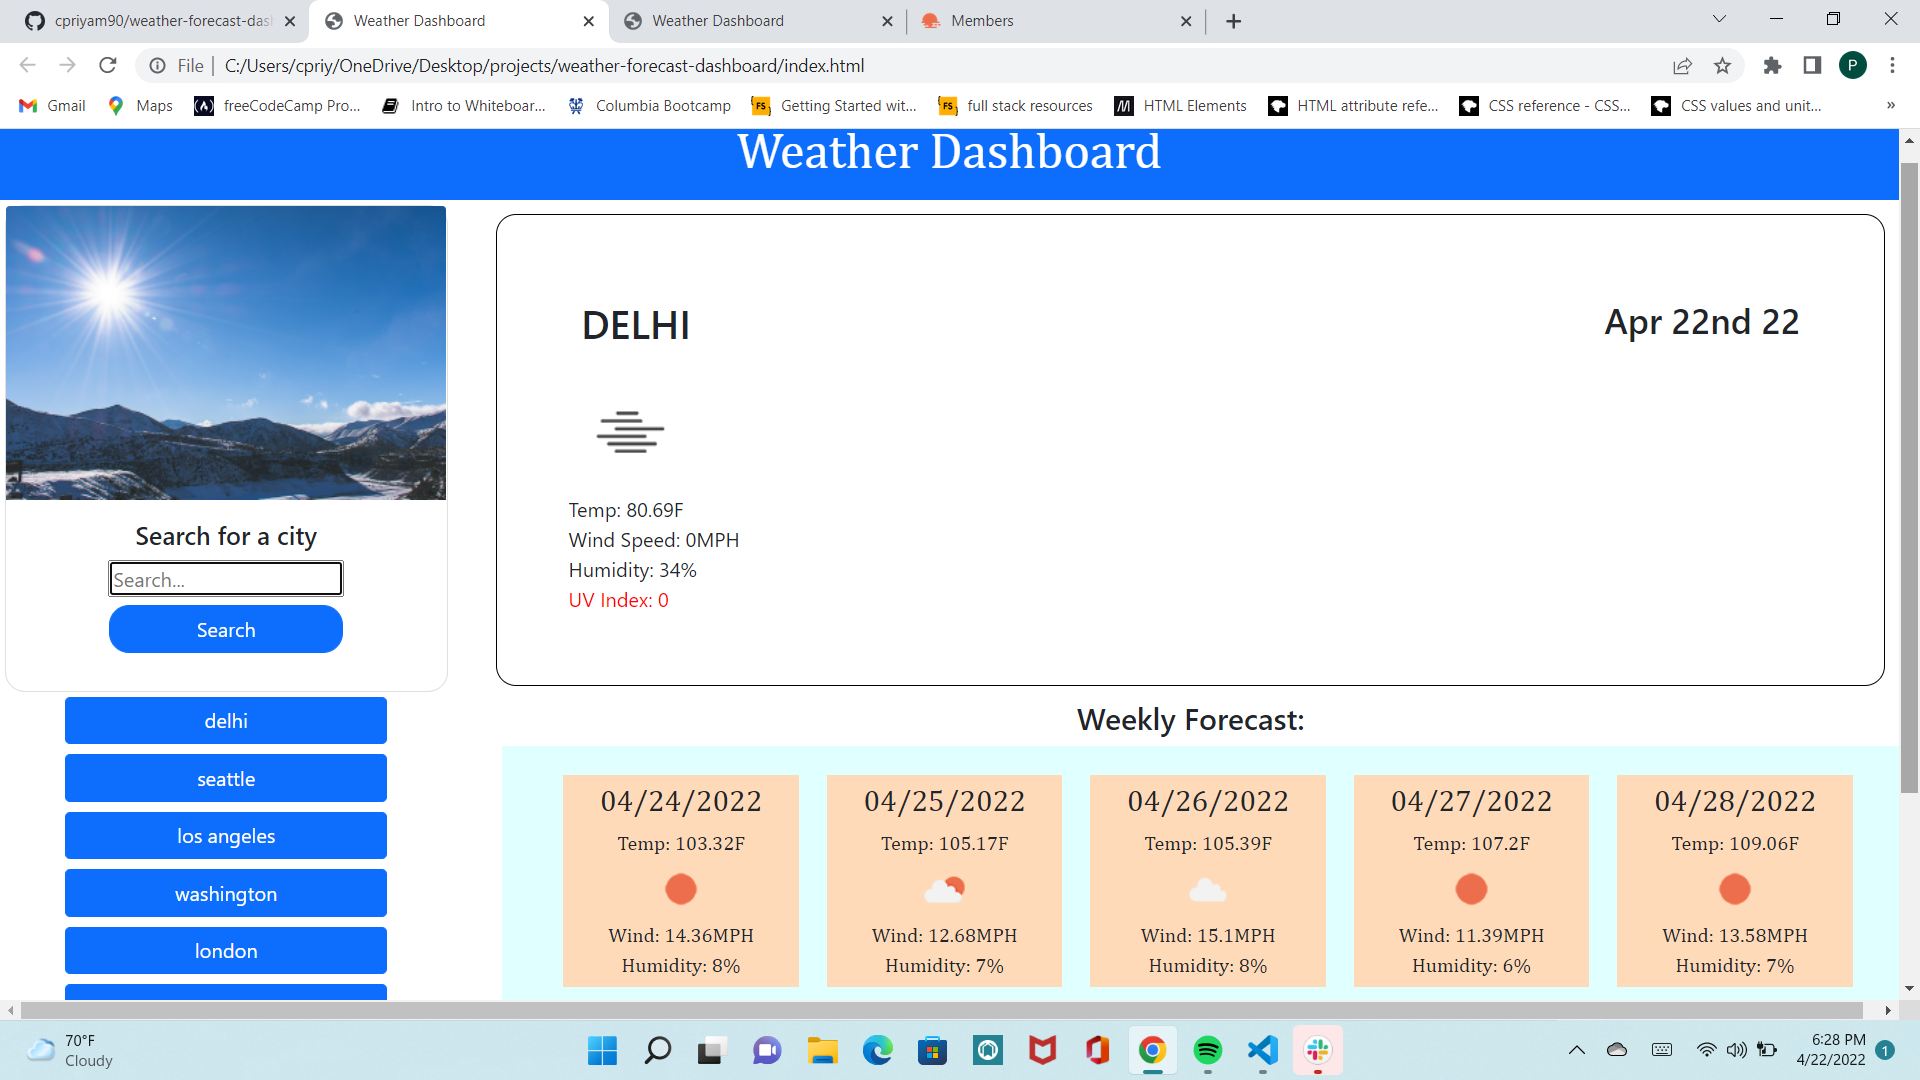 cpriyam90/weather-forecast-das
Weather Dashboard
Weather Dashboard
Members
File
C:/Users/cpriy/OneDrive/Desktop/projects/weather-forecast-dashboard/index.html
P
Gmail
Maps
freeCodeCamp Pro...
Intro to Whiteboar...
Columbia Bootcamp
FS
Getting Started wit...
FS
full stack resources
HTML Elements
HTML attribute refe...
CSS reference - CSS...
CSS values and unit...
»
Weather Dashboard
Search for a city
Search...
Search
delhi
seattle
los angeles
washington
london
DELHI
Apr 22nd 22
Temp: 80.69F
Wind Speed: 0MPH
Humidity: 34%
UV Index: 0
Weekly Forecast:
04/24/2022
Temp: 103.32F
Wind: 14.36MPH
Humidity: 8%
04/25/2022
Temp: 105.17F
Wind: 12.68MPH
Humidity: 7%
04/26/2022
Temp: 105.39F
Wind: 15.1MPH
Humidity: 8%
04/27/2022
Temp: 107.2F
Wind: 11.39MPH
Humidity: 6%
04/28/2022
Temp: 109.06F
Wind: 13.58MPH
Humidity: 7%
70°F
Cloudy
6:28 PM
4/22/2022
1